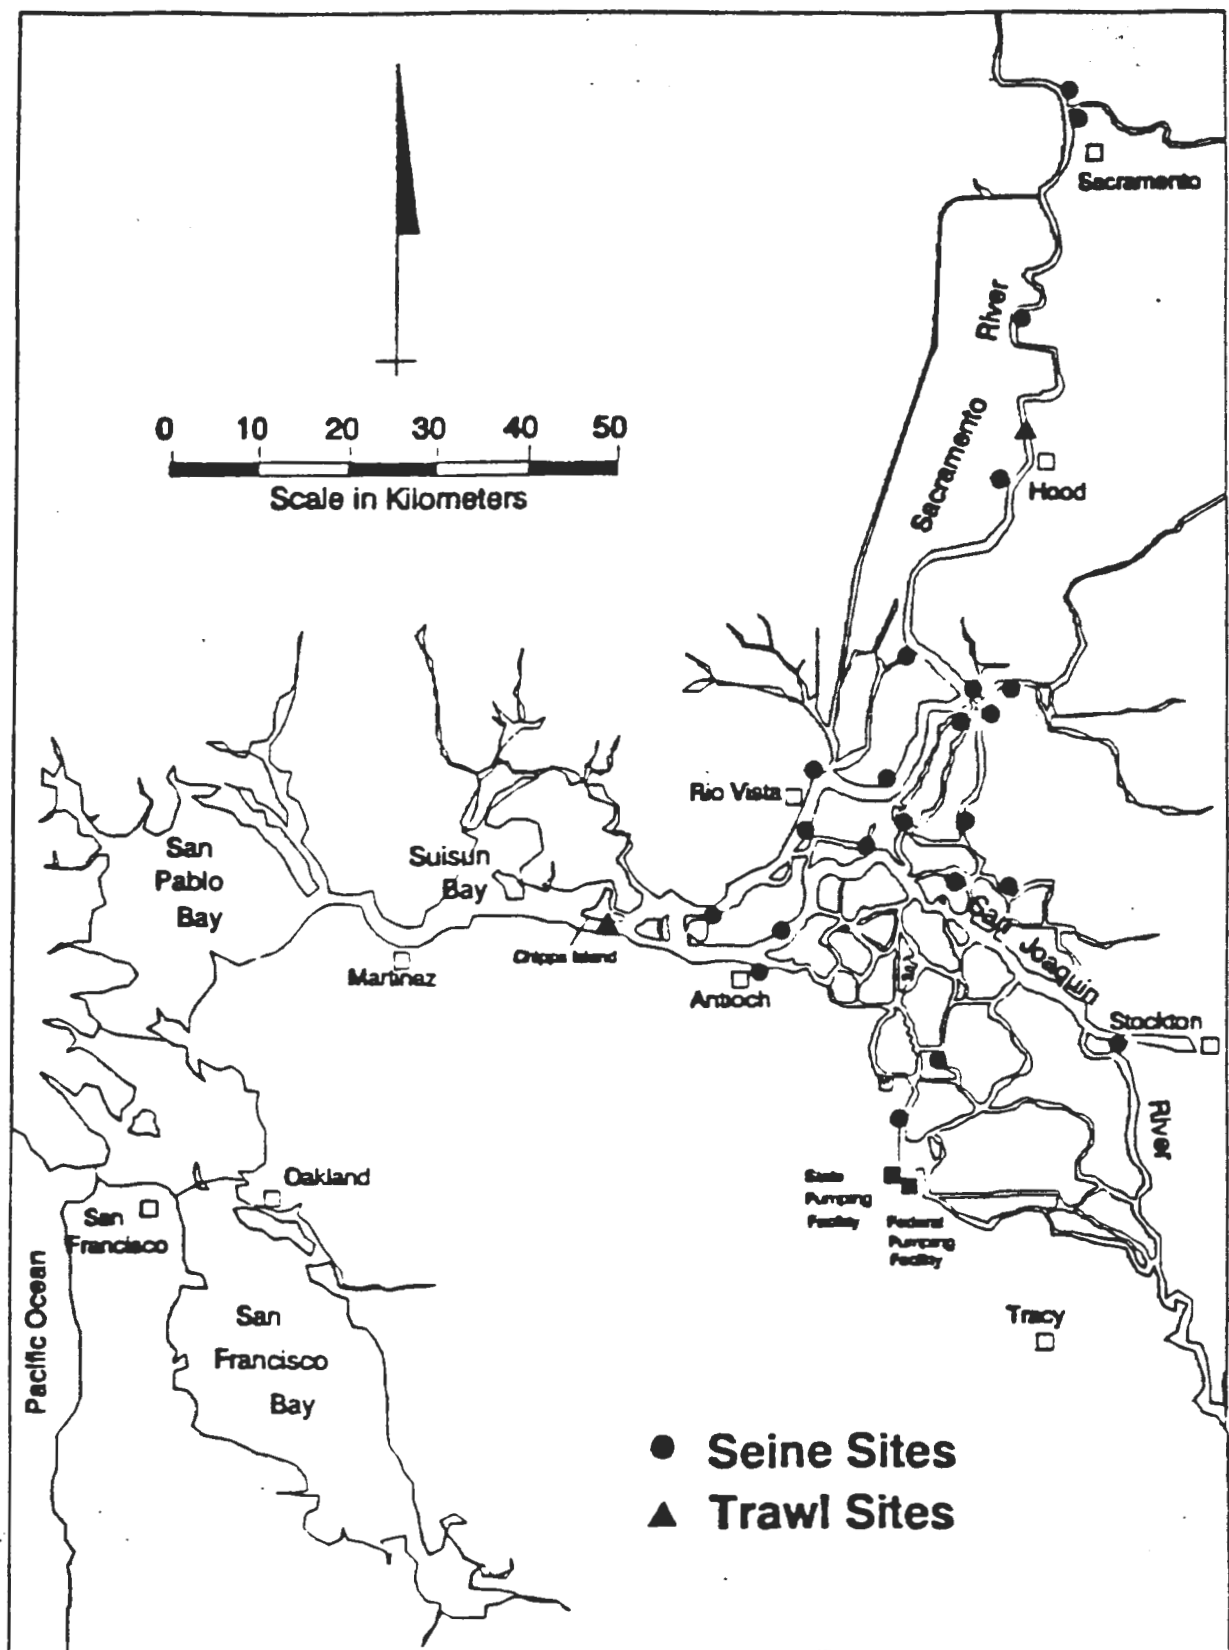 Sacramento
River
Sacramento
0 10 20 30 40 50
Scale in Kilometers
Hood
Rio Vista
San
Pablo
Bay
Suisun
Bay
Chipps Island
Martinez
Antioch
San
Joaquin
River
Stockton
State
Pumping
Facility
Federal
Pumping
Facility
Oakland
San
Francisco
Pacific Ocean
San
Francisco
Bay
Tracy
Seine Sites
Trawl Sites